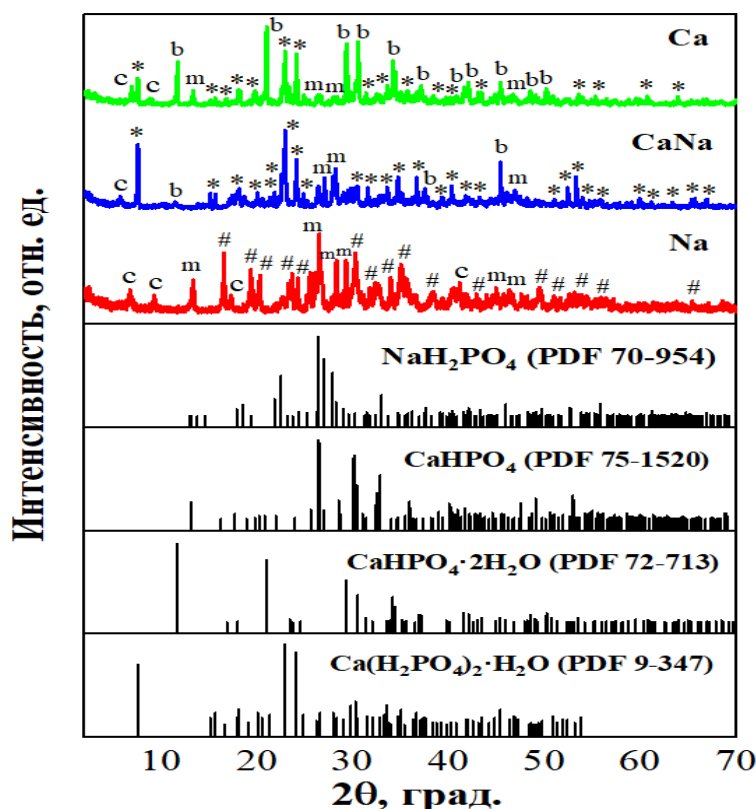 b b b Ca
c * c b m * * * * * * m m * * * b * b b * b m b b * * * *
CaNa
c * b * * * * * * * * * m m * * * * b * * * * b m * * * * * * * * *
Na
c c m # c # # # # m m m # # # # # c # m m # # # # #
NaH₂PO₄ (PDF 70-954)
CaHPO₄ (PDF 75-1520)
CaHPO₄·2H₂O (PDF 72-713)
Ca(H₂PO₄)₂·H₂O (PDF 9-347)
Интенсивность, отн. ед.
10 20 30 40 50 60 70
2θ, град.